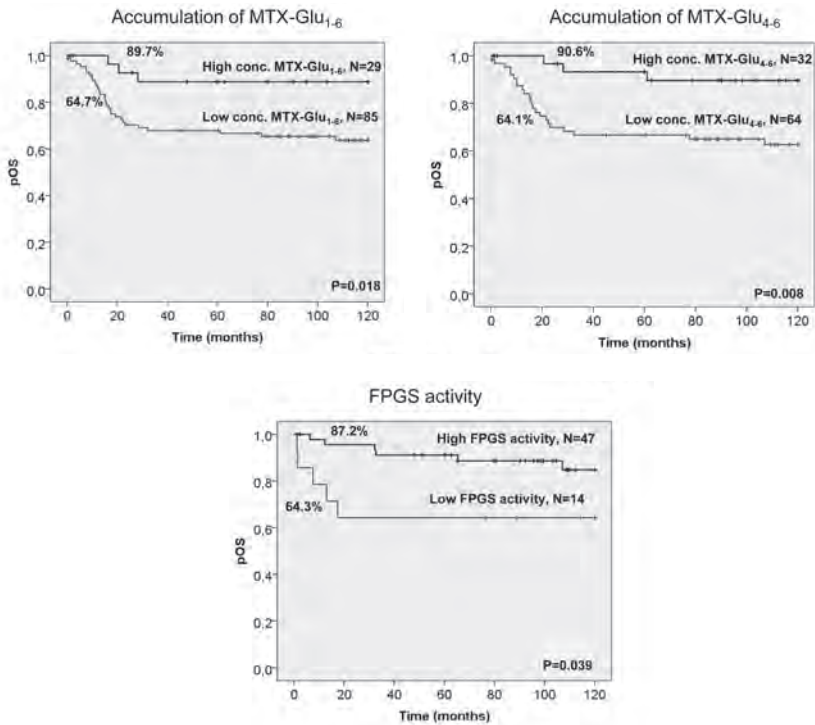 Accumulation of MTX-Glu₁₋₆
1,0
0,8
0,6
0,4
0,2
0,0
pOS
89.7%
High conc. MTX-Glu₁₋₆, N=29
64.7%
Low conc. MTX-Glu₁₋₆, N=85
P=0.018
0 20 40 60 80 100 120
Time (months)
Accumulation of MTX-Glu₄₋₆
1,0
0,8
0,6
0,4
0,2
0,0
pOS
90.6%
High conc. MTX-Glu₄₋₆, N=32
64.1%
Low conc. MTX-Glu₄₋₆, N=64
P=0.008
0 20 40 60 80 100 120
Time (months)
FPGS activity
1,0
0,8
0,6
0,4
0,2
0,0
pOS
87.2%
High FPGS activity, N=47
64.3%
Low FPGS activity, N=14
P=0.039
0 20 40 60 80 100 120
Time (months)